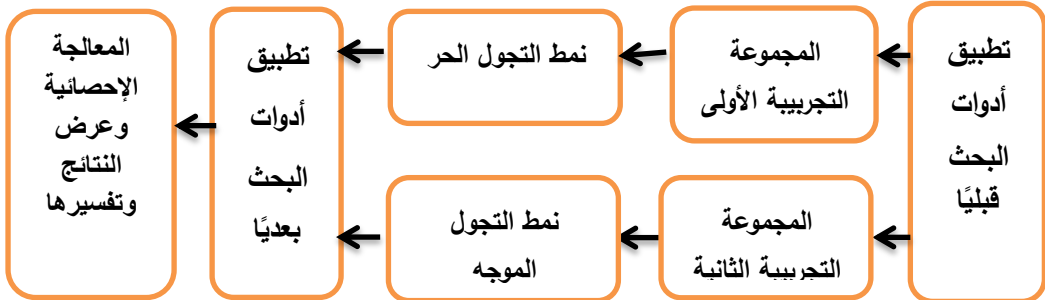 تطبيق
أدوات
البحث
قبليًا
المجموعة
التجريبية الأولى
نمط التجول الحر
المجموعة
التجريبية الثانية
نمط التجول
الموجه
تطبيق
أدوات
البحث
بعديًا
المعالجة
الإحصائية
وعرض
النتائج
وتفسيرها